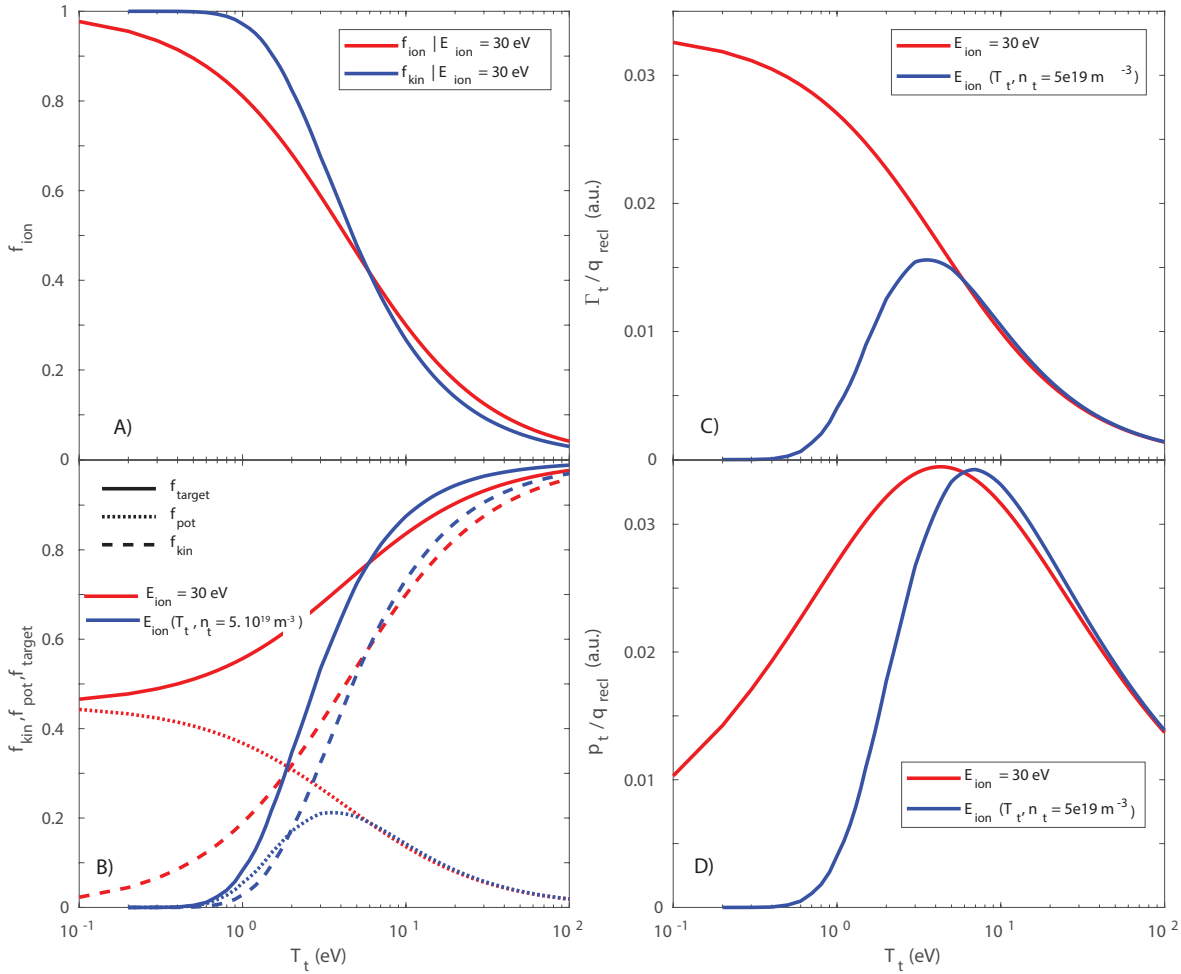 1
0.8
0.6
0.4
0.2
0
f_ion
f_ion | E_ion = 30 eV
f_kin | E_ion = 30 eV
A)
0.03
0.02
0.01
0
Γ_t / q_recl (a.u.)
E_ion = 30 eV
E_ion (T_t, n_t = 5e19 m^-3)
C)
0.8
0.6
0.4
0.2
0
f_kin, f_pot, f_target
f_target
f_pot
f_kin
E_ion = 30 eV
E_ion(T_t, n_t = 5. 10^19 m^-3)
B)
10^-1
10^0
10^1
10^2
T_t (eV)
0.03
0.02
0.01
0
p_t / q_recl (a.u.)
E_ion = 30 eV
E_ion (T_t, n_t = 5e19 m^-3)
D)
10^-1
10^0
10^1
10^2
T_t (eV)